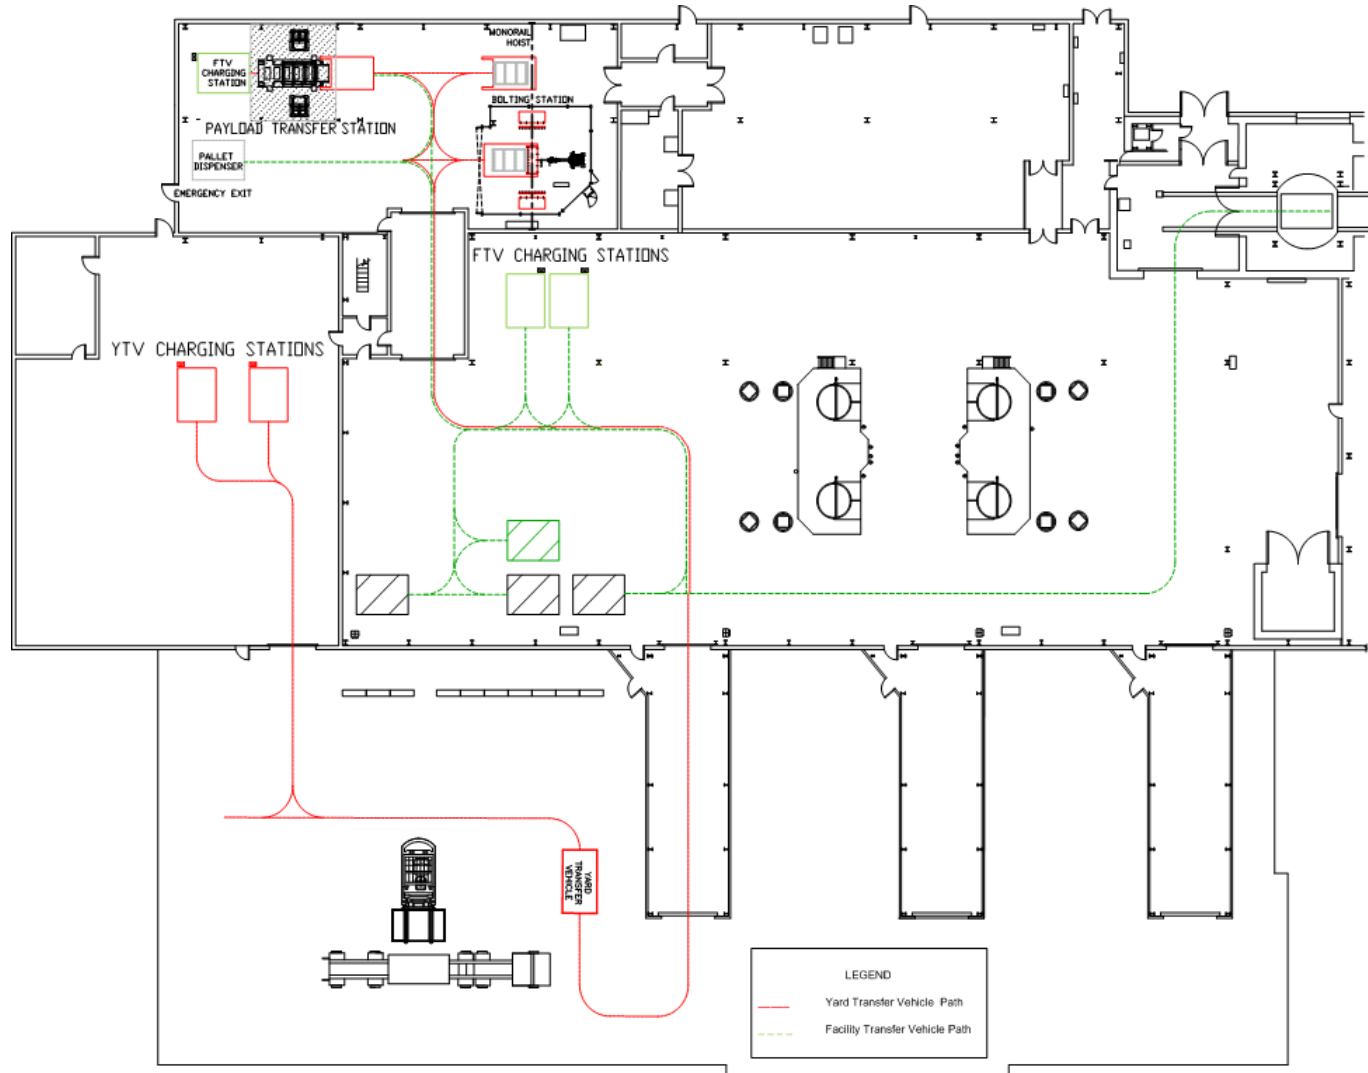 MONORAIL
HOIST
FTV
CHARGING
STATION
BOLTING STATION
PAYLOAD TRANSFER STATION
PALLET
DISPENSER
EMERGENCY EXIT
FTV CHARGING STATIONS
YTV CHARGING STATIONS
YARD
TRANSFER
VEHICLE
LEGEND
Yard Transfer Vehicle Path
Facility Transfer Vehicle Path